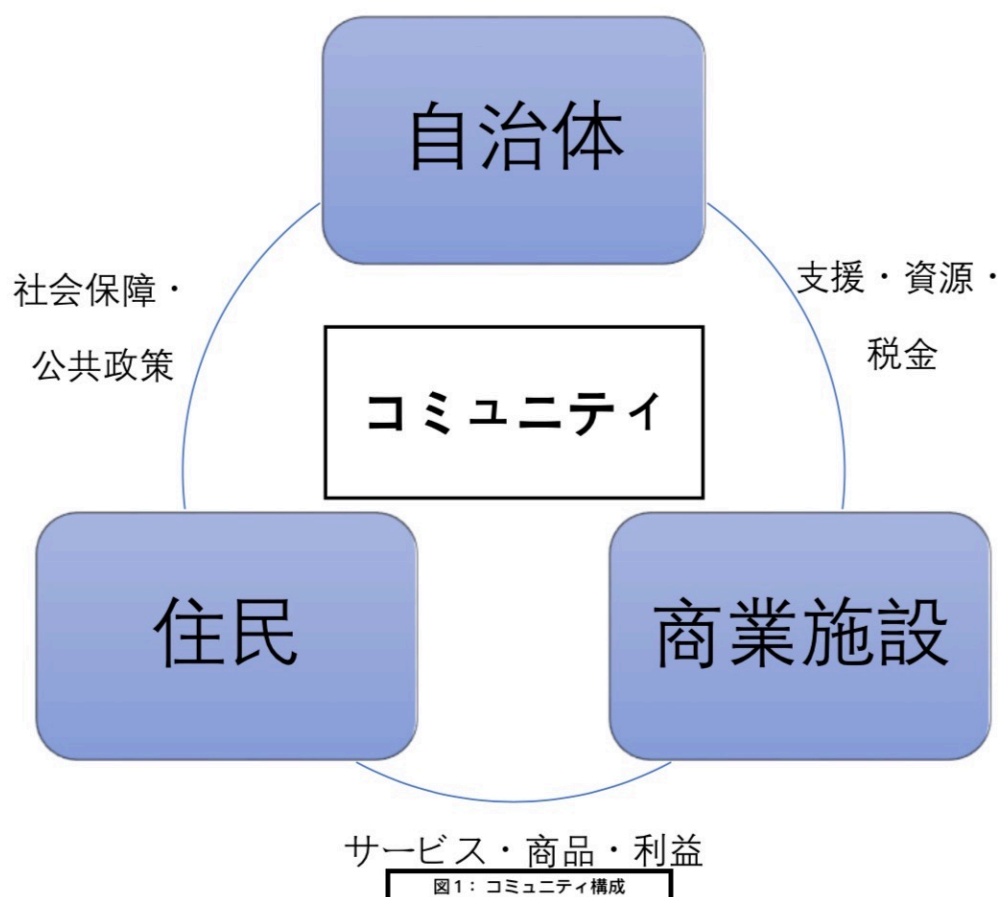 自治体
社会保障・
公共政策
支援・資源・
税金
コミュニティ
住民
商業施設
サービス・商品・利益
図1：コミュニティ構成